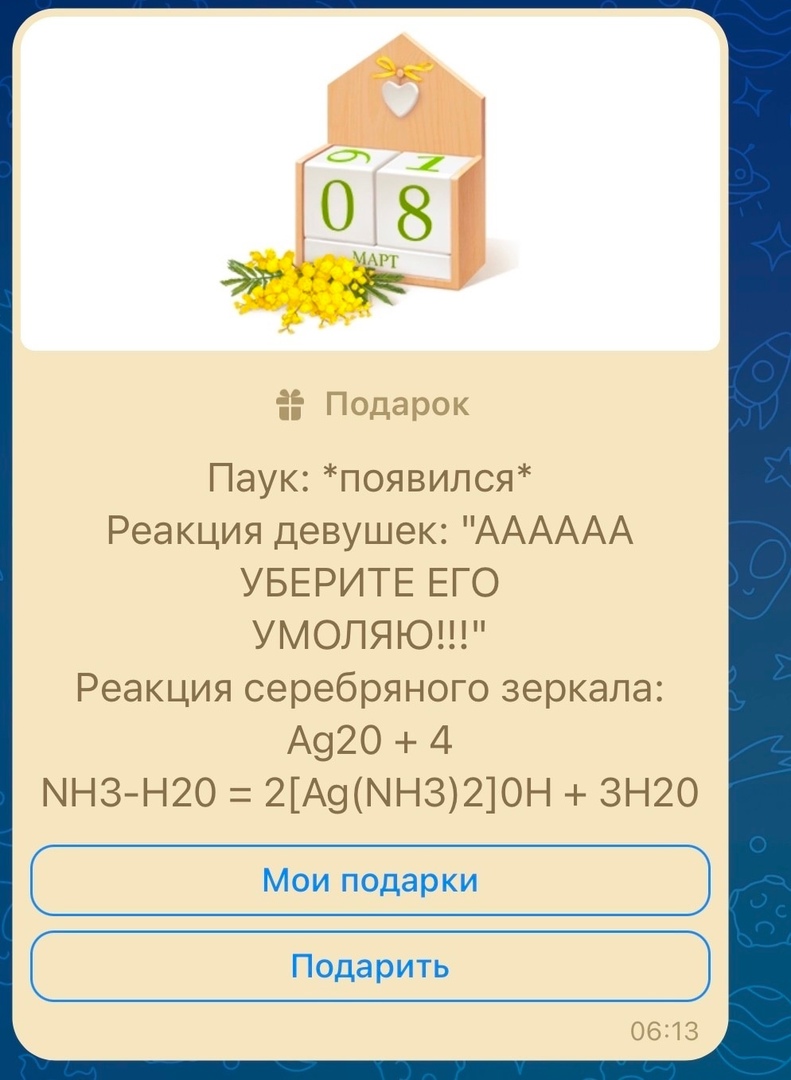 6 1
0 8
МАРТ
Подарок
Паук: *появился*
Реакция девушек: "АААААА
УБЕРИТЕ ЕГО
УМОЛЯЮ!!!"
Реакция серебряного зеркала:
Ag20 + 4
NH3-H20 = 2[Ag(NH3)2]0H + 3H20
Мои подарки
Подарить
06:13